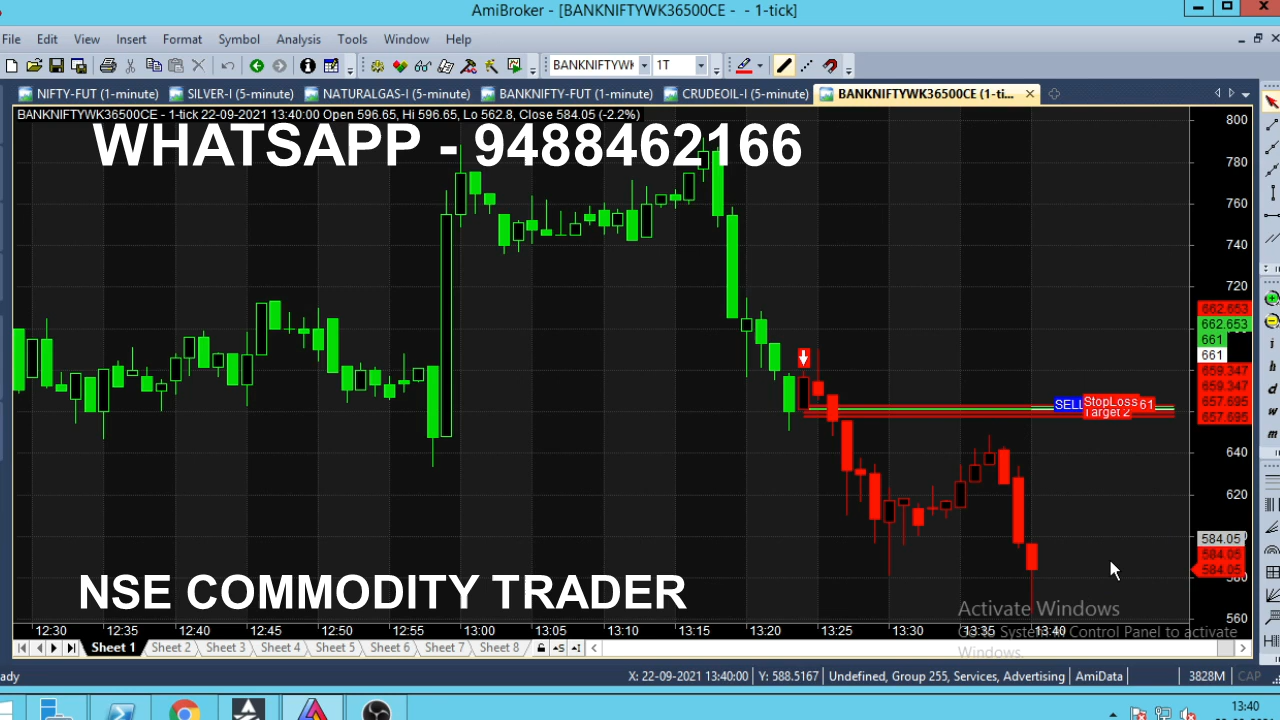 AmiBroker - [BANKNIFTYWK36500CE - - 1-tick]
File Edit View Insert Format Symbol Analysis Tools Window Help
BANKNIFTYWK 1T
NIFTY-FUT (1-minute) SILVER-I (5-minute) NATURALGAS-I (5-minute) BANKNIFTY-FUT (1-minute) CRUDEOIL-I (5-minute) BANKNIFTYWK36500CE (1-ti...
BANKNIFTYWK36500CE - 1-tick 22-09-2021 13:40:00 Open 596.65, Hi 596.65, Lo 562.8, Close 584.05 (-2.2%)
WHATSAPP - 9488462166
800
780
760
740
720
662.653
662.653
661
661
659.347
659.347
657.695
657.695
SELL StopLoss 61
Target 2
640
620
584.05
584.05
584.05
560
NSE COMMODITY TRADER
Activate Windows
Go to System in Control Panel to activate
Windows.
12:30 12:35 12:40 12:45 12:50 12:55 13:00 13:05 13:10 13:15 13:20 13:25 13:30 13:35 13:40
Sheet 1 Sheet 2 Sheet 3 Sheet 4 Sheet 5 Sheet 6 Sheet 7 Sheet 8
ady X: 22-09-2021 13:40:00 Y: 588.5167 Undefined, Group 255, Services, Advertising AmiData 3828M CAP
13:40